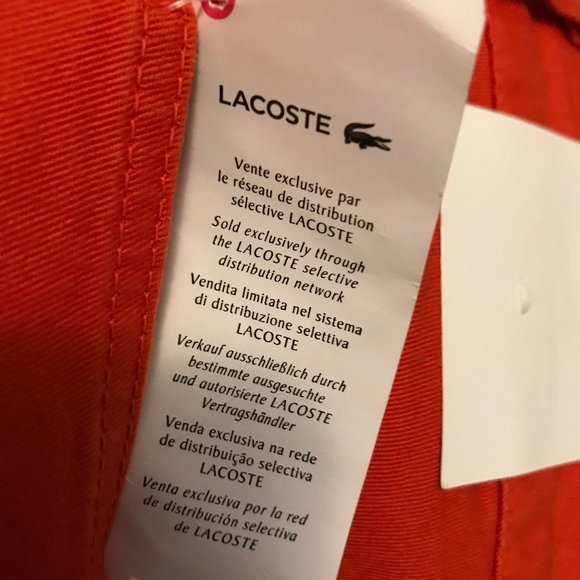 LACOSTE
Vente exclusive par
le réseau de distribution
sélective LACOSTE
Sold exclusively through
the LACOSTE selective
distribution network
Vendita limitata nel sistema
di distribuzione selettiva
LACOSTE
Verkauf ausschließlich durch
bestimmte ausgesuchte
und autorisierte LACOSTE
Vertragshändler
Venda exclusiva na rede
de distribuição selectiva
LACOSTE
Venta exclusiva por la red
de distribución selectiva
de LACOSTE